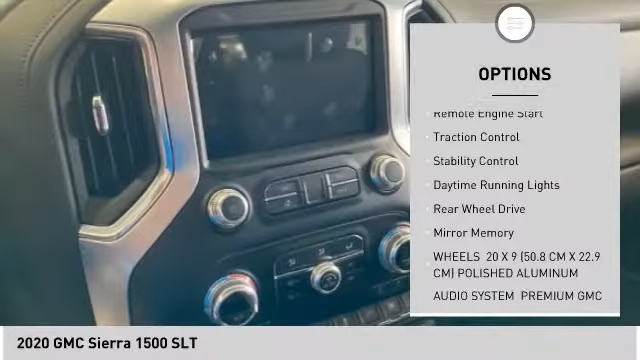 OPTIONS
Remote Engine Start
Traction Control
Stability Control
Daytime Running Lights
Rear Wheel Drive
Mirror Memory
WHEELS 20 X 9 (50.8 CM X 22.9
CM) POLISHED ALUMINUM
AUDIO SYSTEM PREMIUM GMC
2020 GMC Sierra 1500 SLT